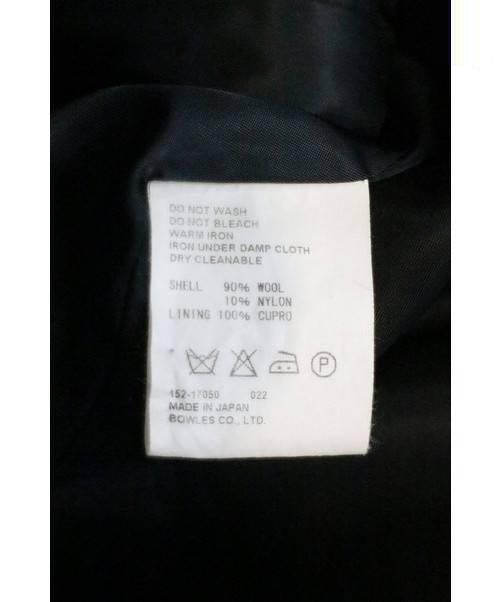 DO NOT WASH
DO NOT BLEACH
WARM IRON
IRON UNDER DAMP CLOTH
DRY CLEANABLE
SHELL 90% WOOL
10% NYLON
LINING 100% CUPRO
P
152-17050 022
MADE IN JAPAN
BOWLES CO., LTD.